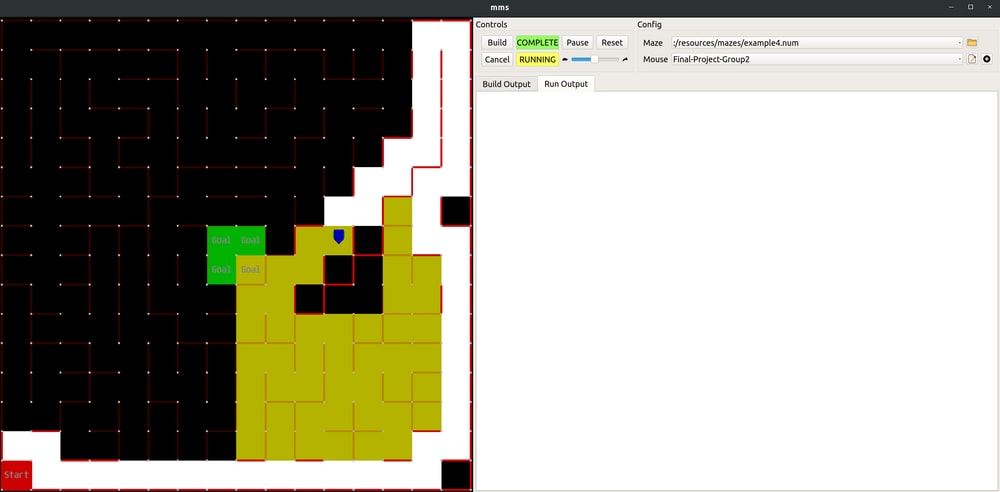 mms
Controls
Config
Build COMPLETE Pause Reset
Maze :/resources/mazes/example4.num
Cancel RUNNING
Mouse Final-Project-Group2
Build Output Run Output
Goal Goal
Goal Goal
Start